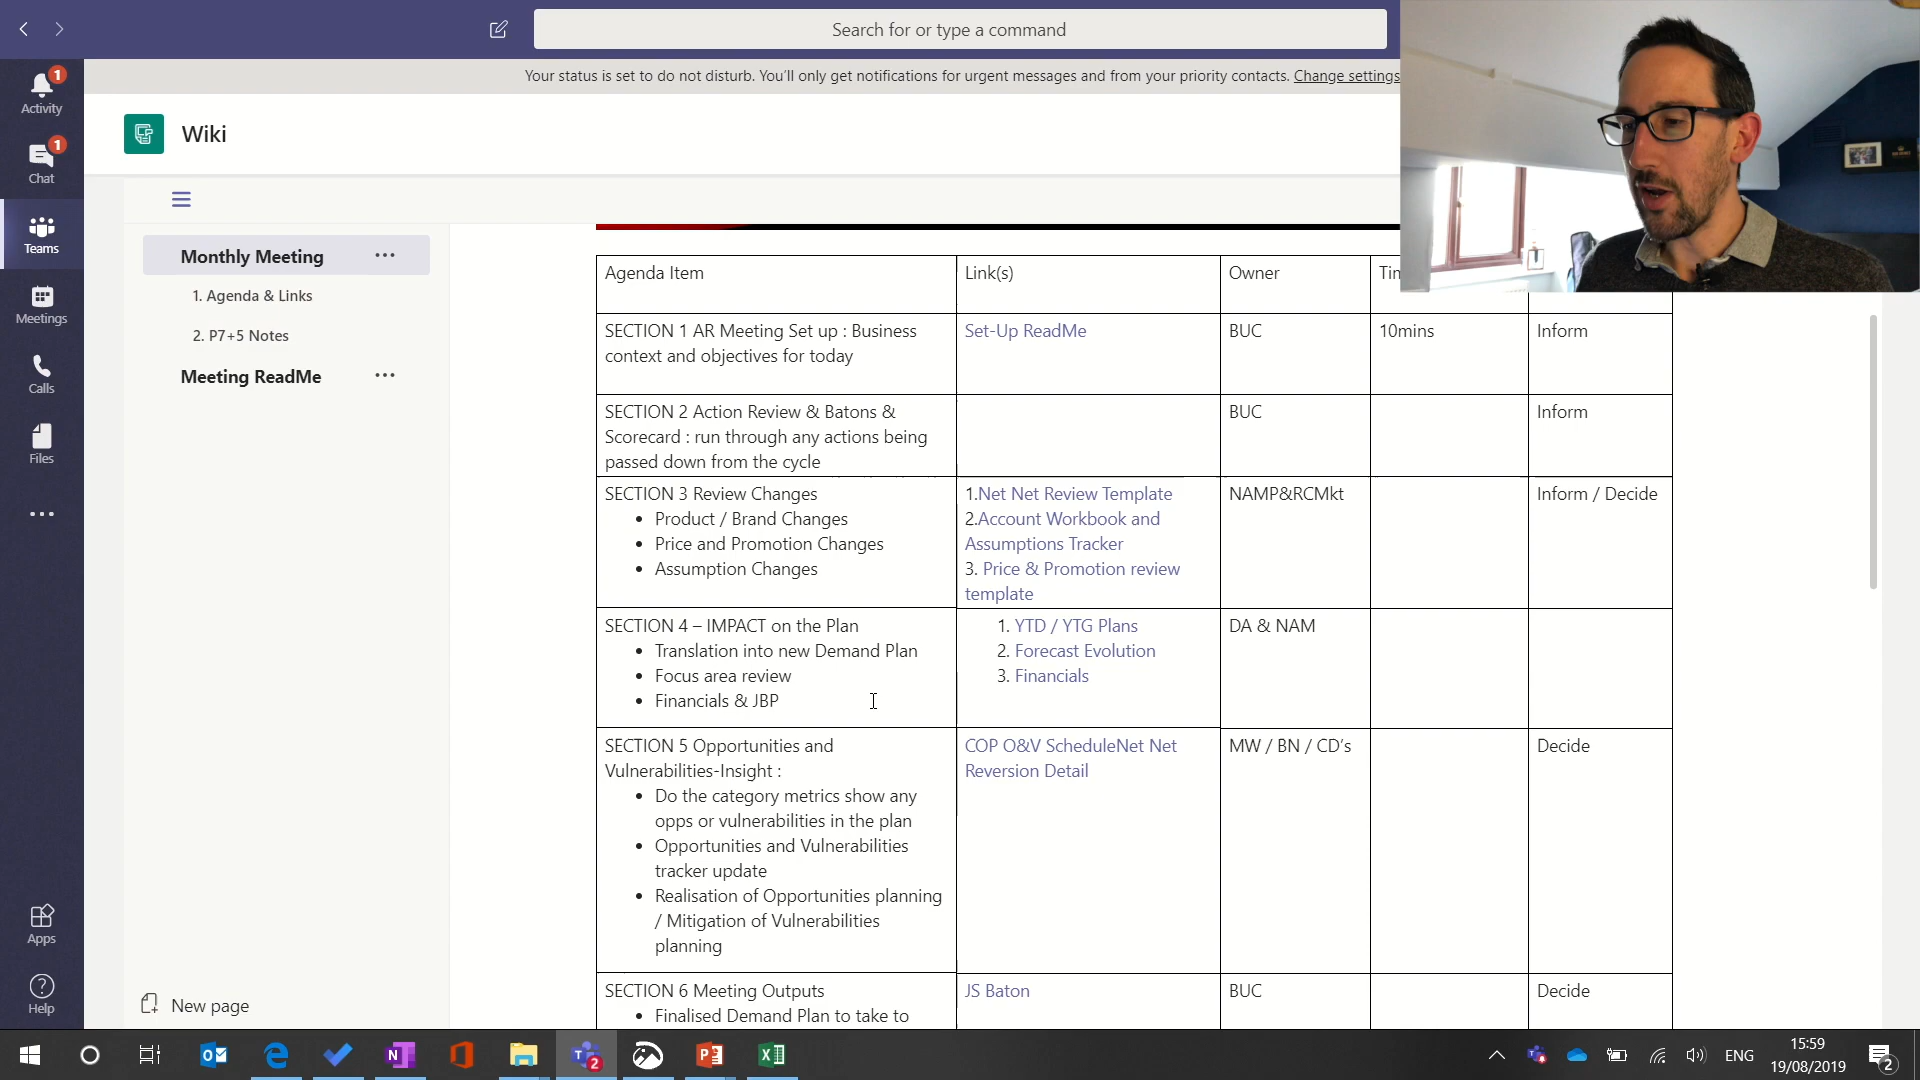 Search for or type a command
Your status is set to do not disturb. You'll only get notifications for urgent messages and from your priority contacts. Change settings
1
Activity
1
Chat
Teams
Meetings
Calls
Files
Apps
Help
Wiki
Monthly Meeting
1. Agenda & Links
2. P7+5 Notes
Meeting ReadMe
New page
Agenda Item
Link(s)
Owner
SECTION 1 AR Meeting Set up : Business
context and objectives for today
Set-Up ReadMe
BUC
10mins
Inform
SECTION 2 Action Review & Batons &
Scorecard : run through any actions being
passed down from the cycle
BUC
Inform
SECTION 3 Review Changes
• Product / Brand Changes
• Price and Promotion Changes
• Assumption Changes
1.Net Net Review Template
2.Account Workbook and
Assumptions Tracker
3. Price & Promotion review
template
NAMP&RCMkt
Inform / Decide
SECTION 4 – IMPACT on the Plan
• Translation into new Demand Plan
• Focus area review
• Financials & JBP
1. YTD / YTG Plans
2. Forecast Evolution
3. Financials
DA & NAM
SECTION 5 Opportunities and
Vulnerabilities-Insight :
• Do the category metrics show any
opps or vulnerabilities in the plan
• Opportunities and Vulnerabilities
tracker update
• Realisation of Opportunities planning
/ Mitigation of Vulnerabilities
planning
COP O&V ScheduleNet Net
Reversion Detail
MW / BN / CD's
Decide
SECTION 6 Meeting Outputs
• Finalised Demand Plan to take to
JS Baton
BUC
Decide
2
ENG
15:59
19/08/2019
2